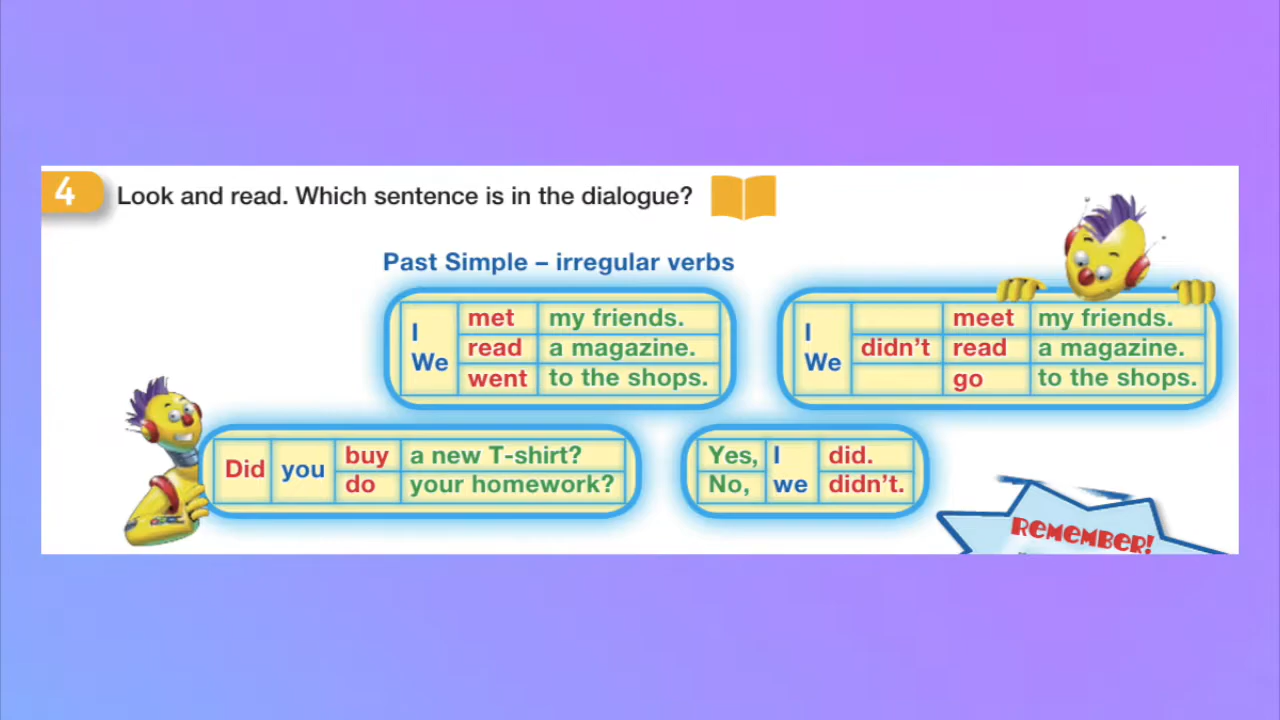 4
Look and read. Which sentence is in the dialogue?
Past Simple – irregular verbs
I
We
met my friends.
read a magazine.
went to the shops.
I
We
didn't
meet my friends.
read a magazine.
go to the shops.
Did you
buy a new T-shirt?
do your homework?
Yes, I did.
No, we didn't.
REMEMBER!